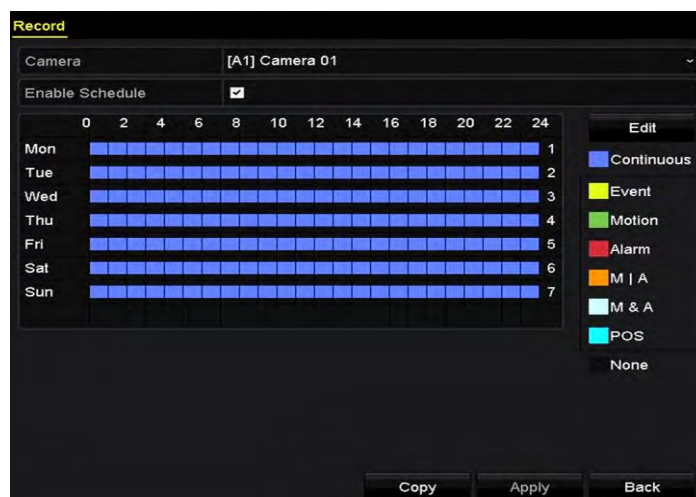 Record
Camera [A1] Camera 01
Enable Schedule
0 2 4 6 8 10 12 14 16 18 20 22 24
Mon 1
Tue 2
Wed 3
Thu 4
Fri 5
Sat 6
Sun 7
Edit
Continuous
Event
Motion
Alarm
M | A
M & A
POS
None
Copy Apply Back